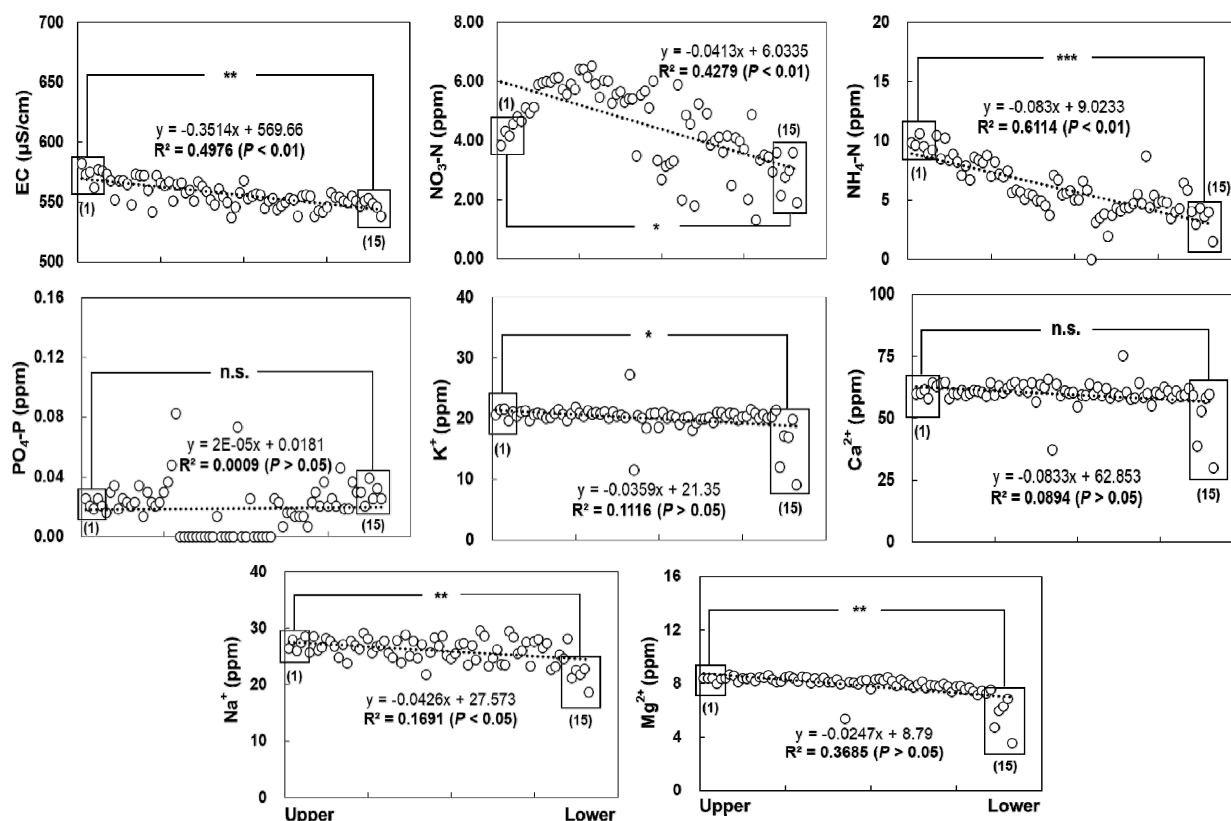 700
650
600
550
500
EC (µS/cm)
**
y = -0.3514x + 569.66
R² = 0.4976 (P < 0.01)
(1)
(15)
8.00
6.00
4.00
2.00
0.00
NO₃-N (ppm)
y = -0.0413x + 6.0335
R² = 0.4279 (P < 0.01)
(1)
(15)
*
20
15
10
5
0
NH₄-N (ppm)
***
y = -0.083x + 9.0233
R² = 0.6114 (P < 0.01)
(1)
(15)
0.16
0.12
0.08
0.04
0.00
PO₄-P (ppm)
n.s.
y = 2E-05x + 0.0181
R² = 0.0009 (P > 0.05)
(1)
(15)
40
30
20
10
0
K⁺ (ppm)
*
(1)
y = -0.0359x + 21.35
R² = 0.1116 (P > 0.05)
(15)
100
75
50
25
0
Ca²⁺ (ppm)
n.s.
(1)
y = -0.0833x + 62.853
R² = 0.0894 (P > 0.05)
(15)
40
30
20
10
0
Na⁺ (ppm)
**
(1)
y = -0.0426x + 27.573
R² = 0.1691 (P < 0.05)
(15)
Upper
Lower
16
12
8
4
0
Mg²⁺ (ppm)
**
(1)
y = -0.0247x + 8.79
R² = 0.3685 (P > 0.05)
(15)
Upper
Lower